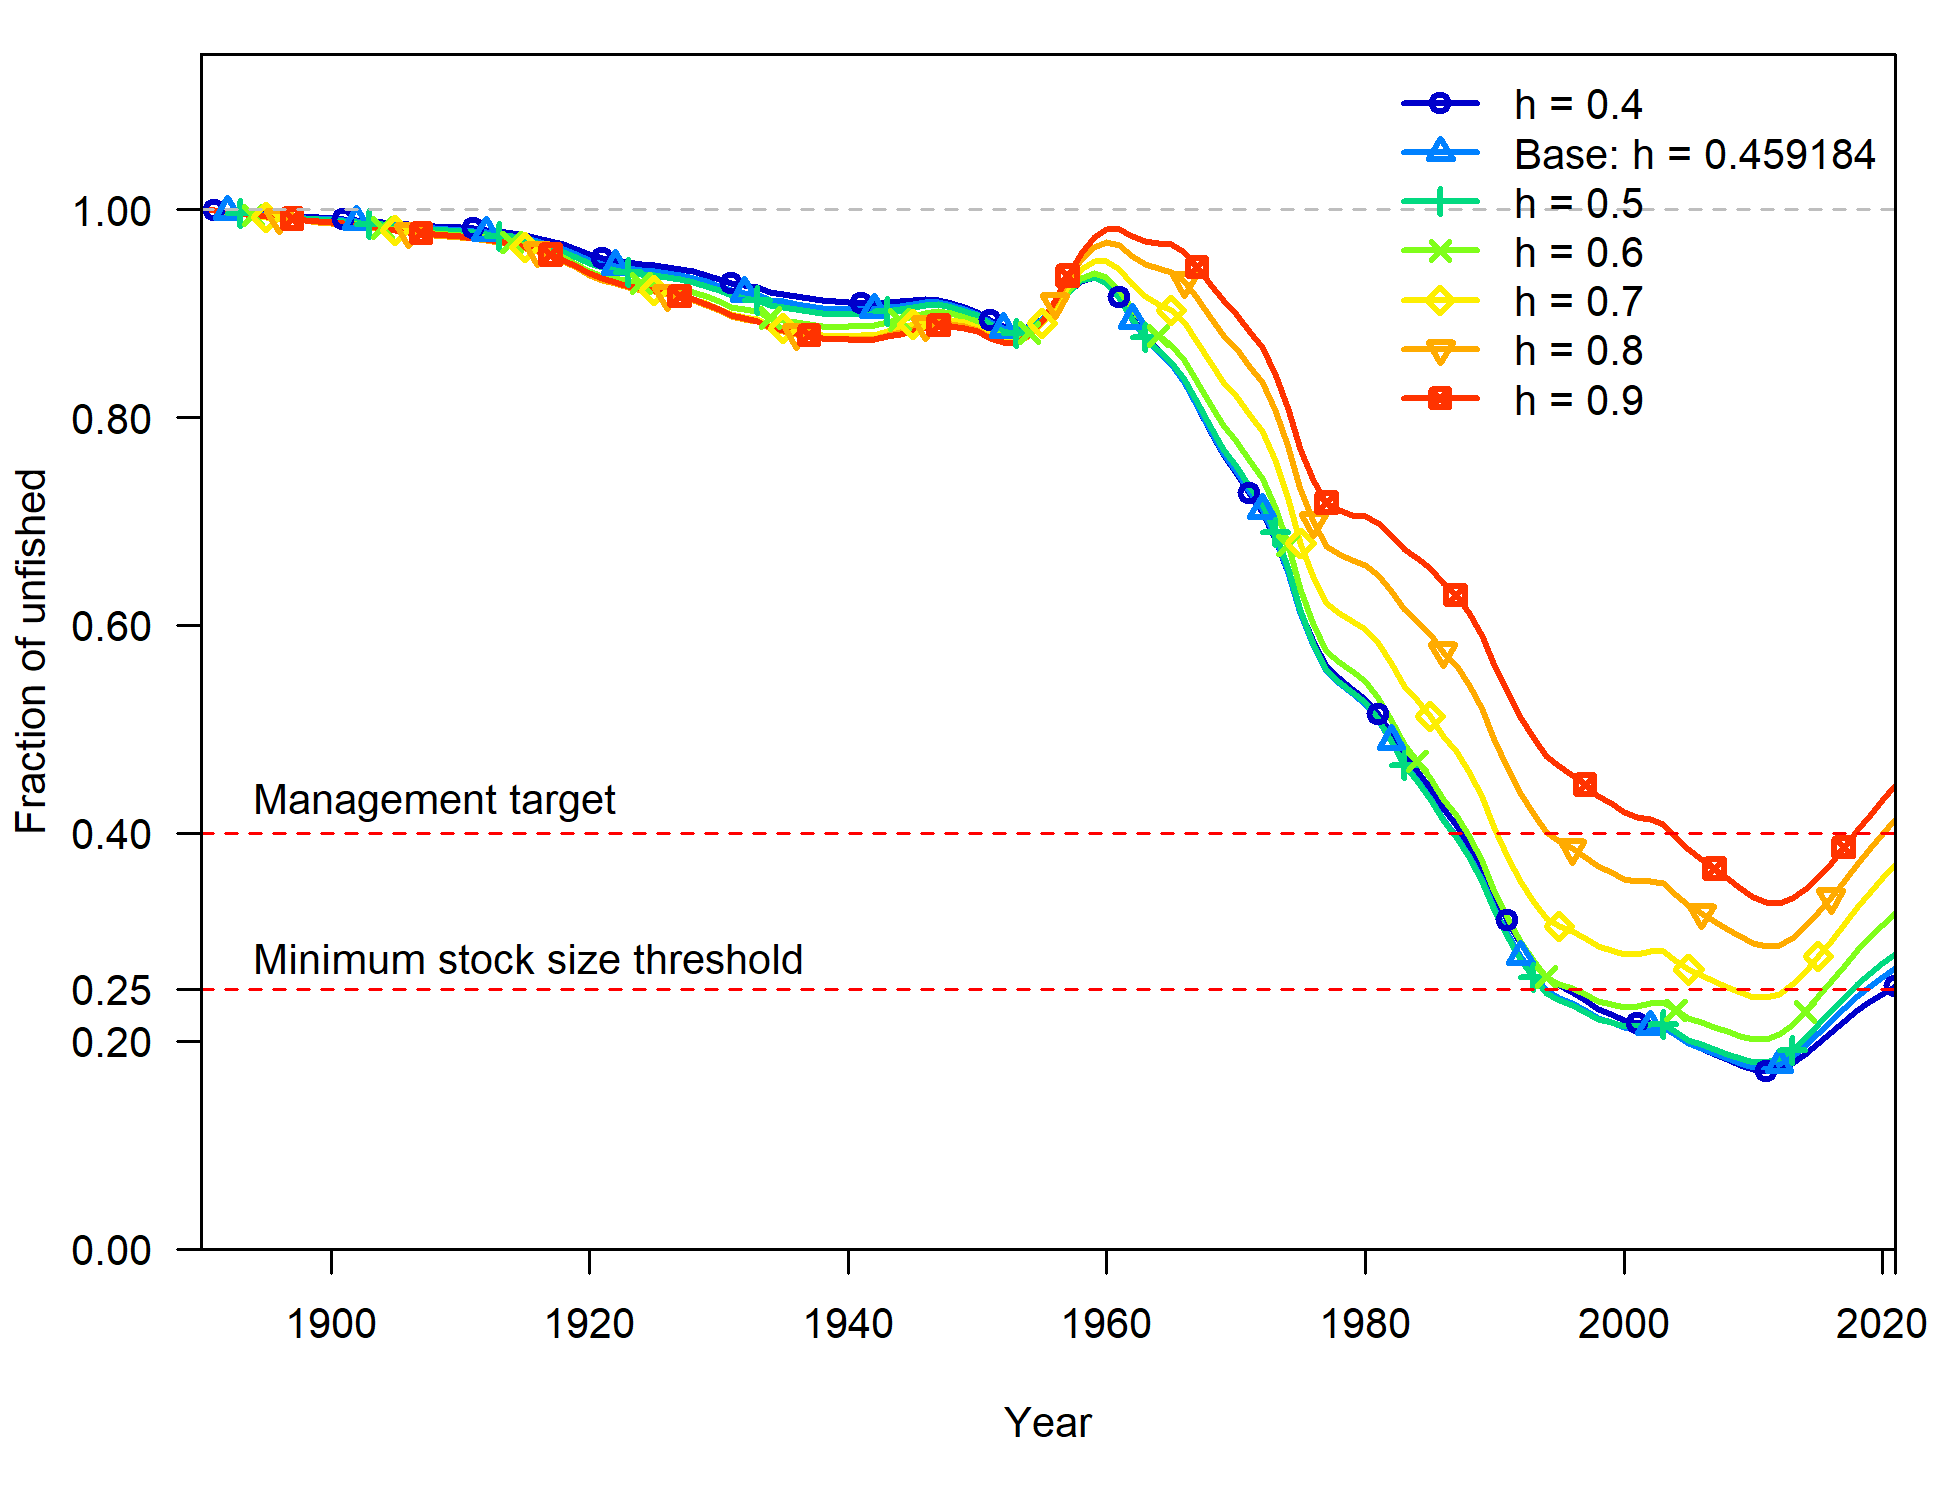 h = 0.4
Base: h = 0.459184
h = 0.5
h = 0.6
h = 0.7
h = 0.8
h = 0.9
1.00
0.80
0.60
0.40
0.25
0.20
0.00
Fraction of unfished
Management target
Minimum stock size threshold
1900 1920 1940 1960 1980 2000 2020
Year